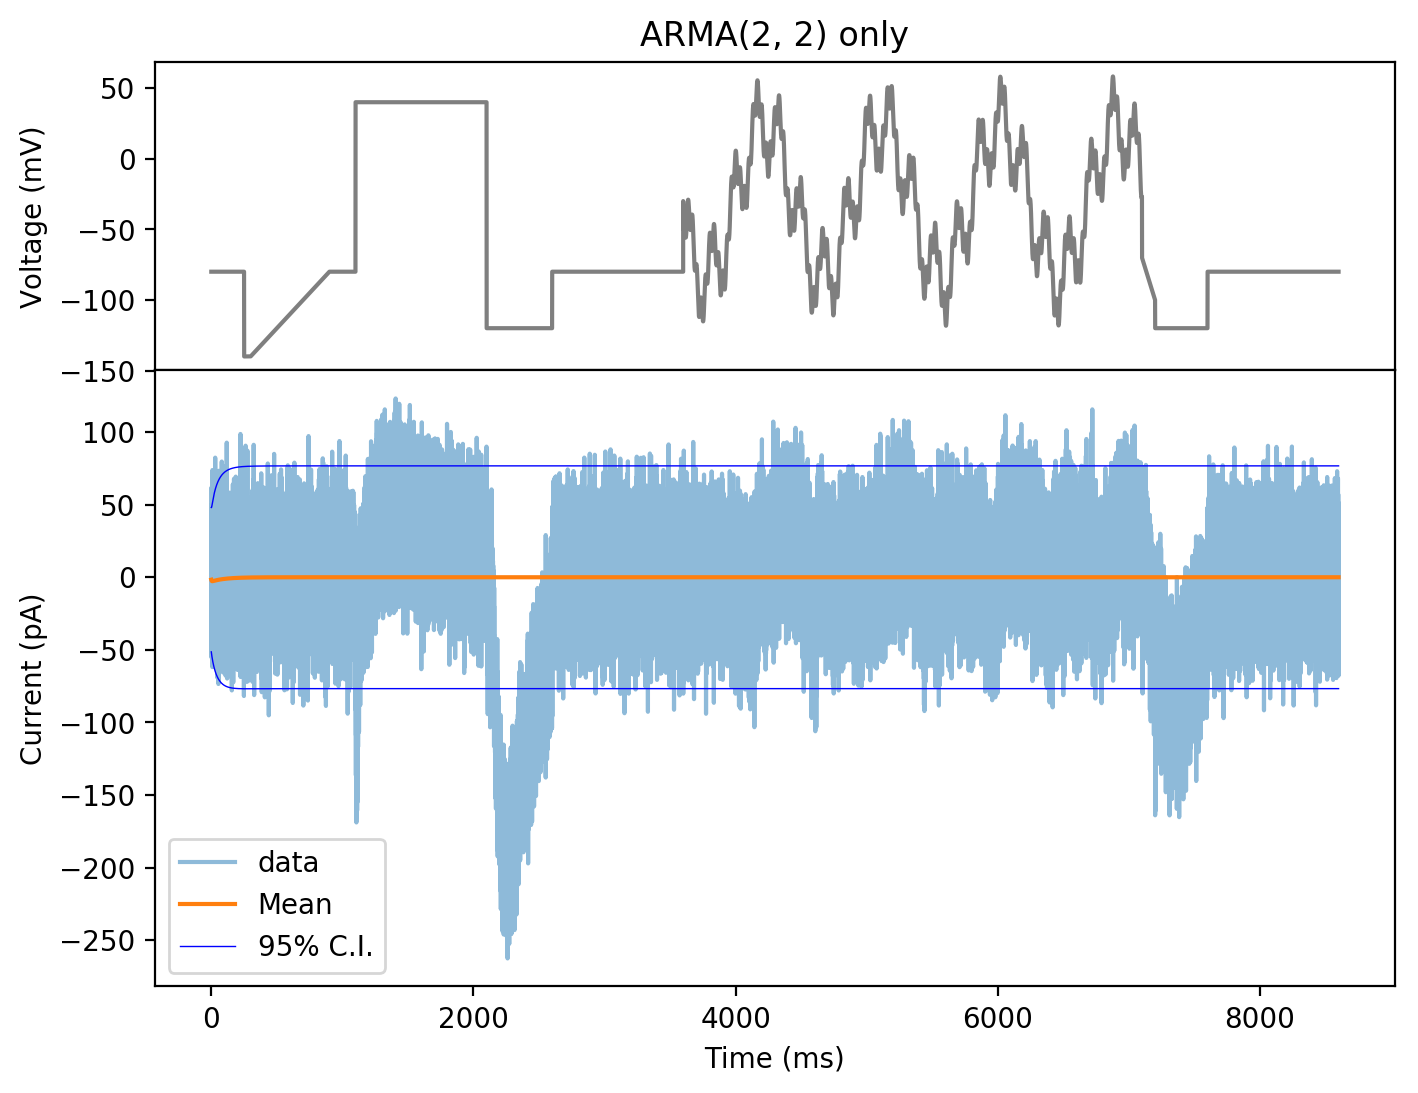 ARMA(2, 2) only
50
0
−50
−100
−150
Voltage (mV)
100
50
0
−50
−100
−150
−200
−250
Current (pA)
data
Mean
95% C.I.
0
2000
4000
6000
8000
Time (ms)